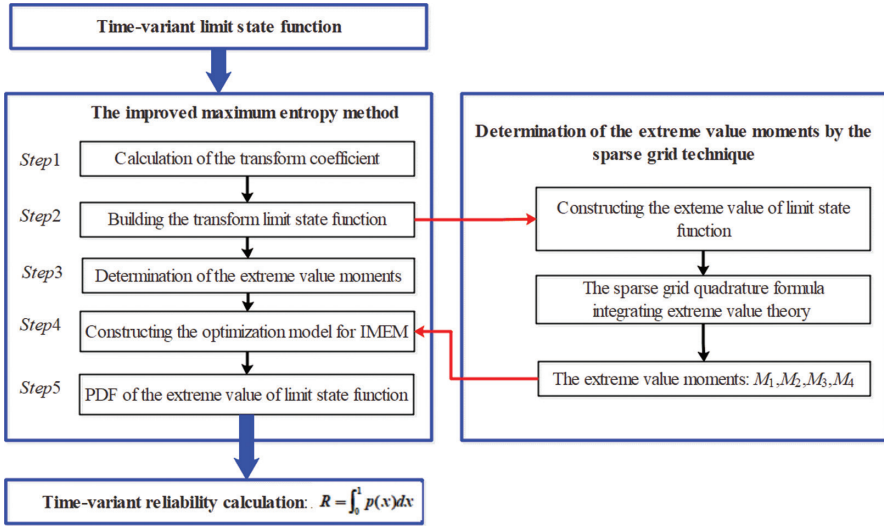 Time-variant limit state function
The improved maximum entropy method
Step1
Calculation of the transform coefficient
Step2
Building the transform limit state function
Step3
Determination of the extreme value moments
Step4
Constructing the optimization model for IMEM
Step5
PDF of the extreme value of limit state function
Determination of the extreme value moments by the
sparse grid technique
Constructing the exteme value of limit state
function
The sparse grid quadrature formula
integrating extreme value theory
The extreme value moments: M₁,M₂,M₃,M₄
Time-variant reliability calculation: . R = ∫₀¹ p(x)dx